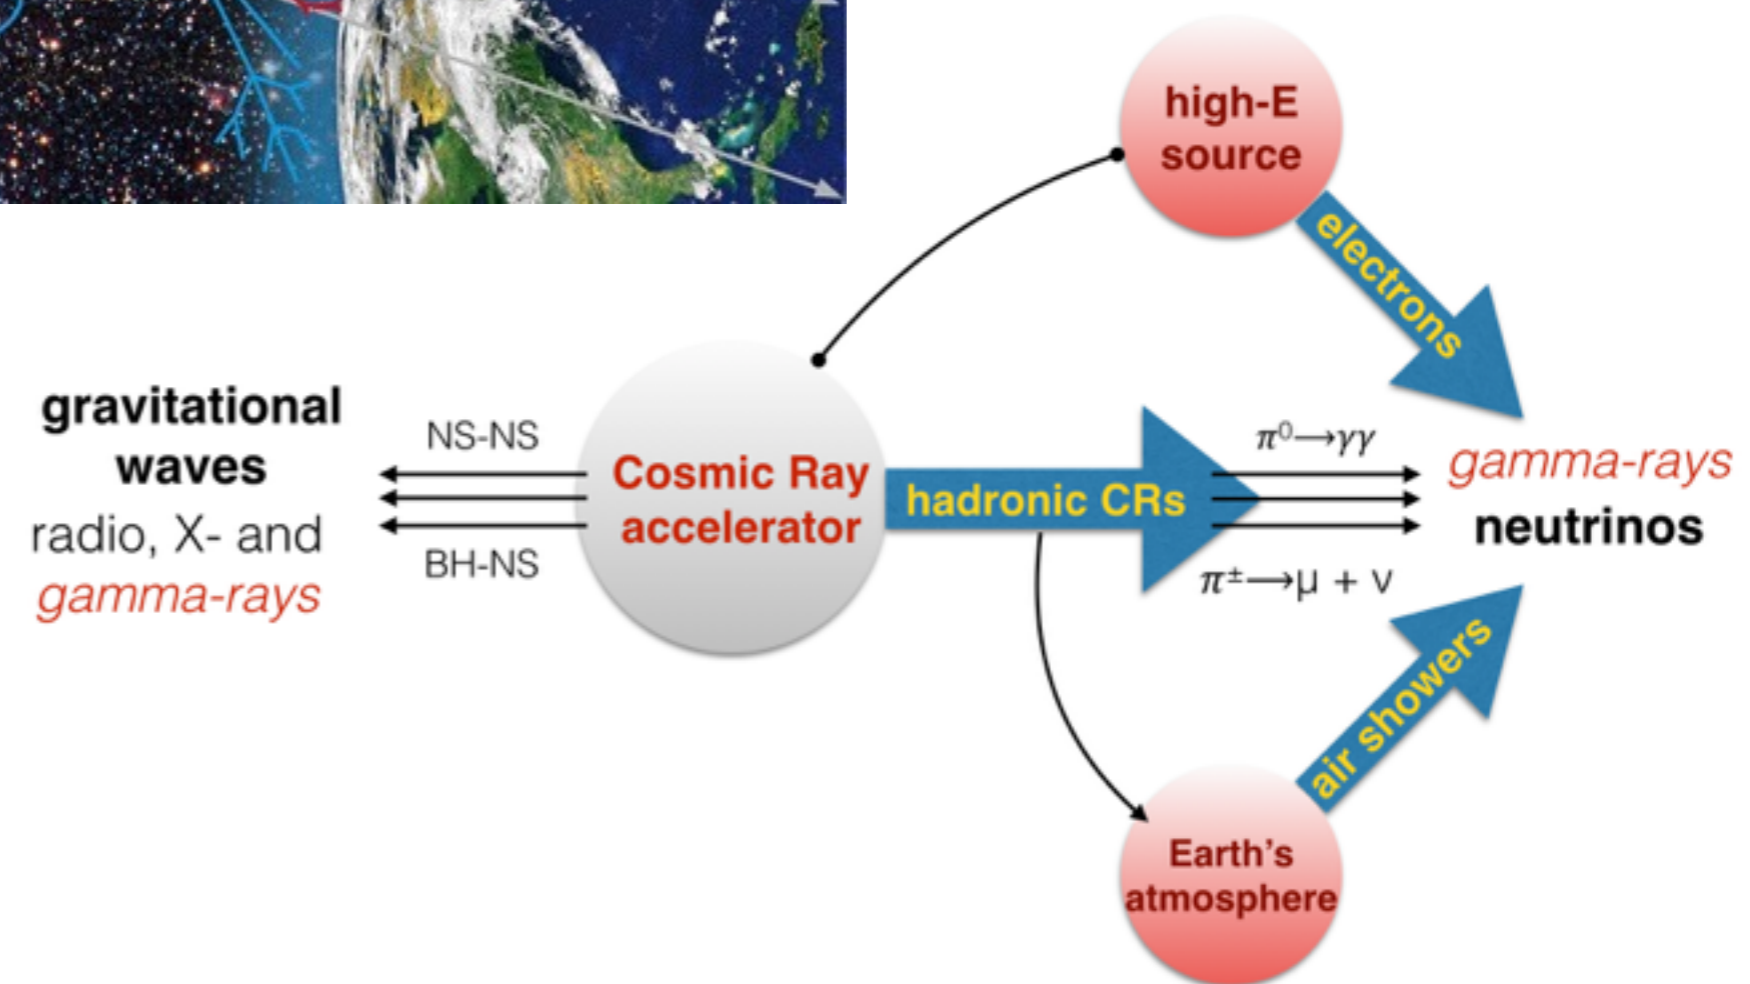 high-E
source
electrons
gravitational
waves
radio, X- and
gamma-rays
NS-NS
BH-NS
Cosmic Ray
accelerator
hadronic CRs
π⁰→γγ
π±→μ + ν
gamma-rays
neutrinos
air showers
Earth’s
atmosphere